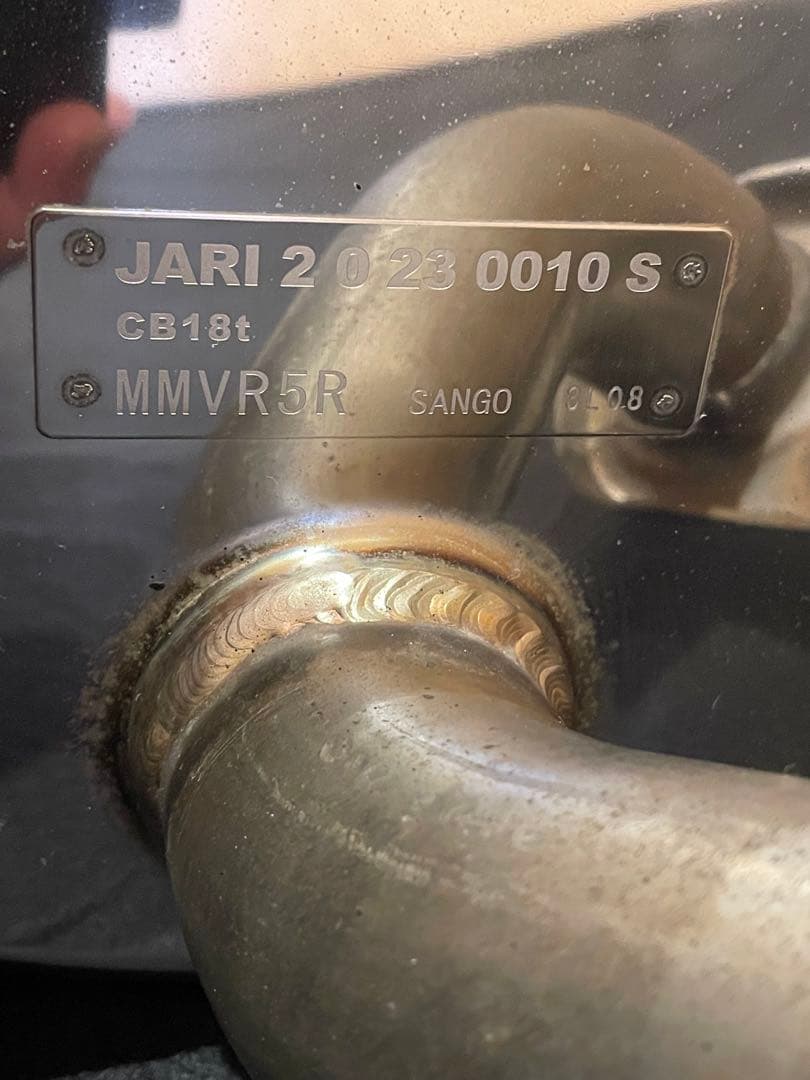 JARI 2 0 23 0010 S
CB18t
MMVR5R SANGO 8L08